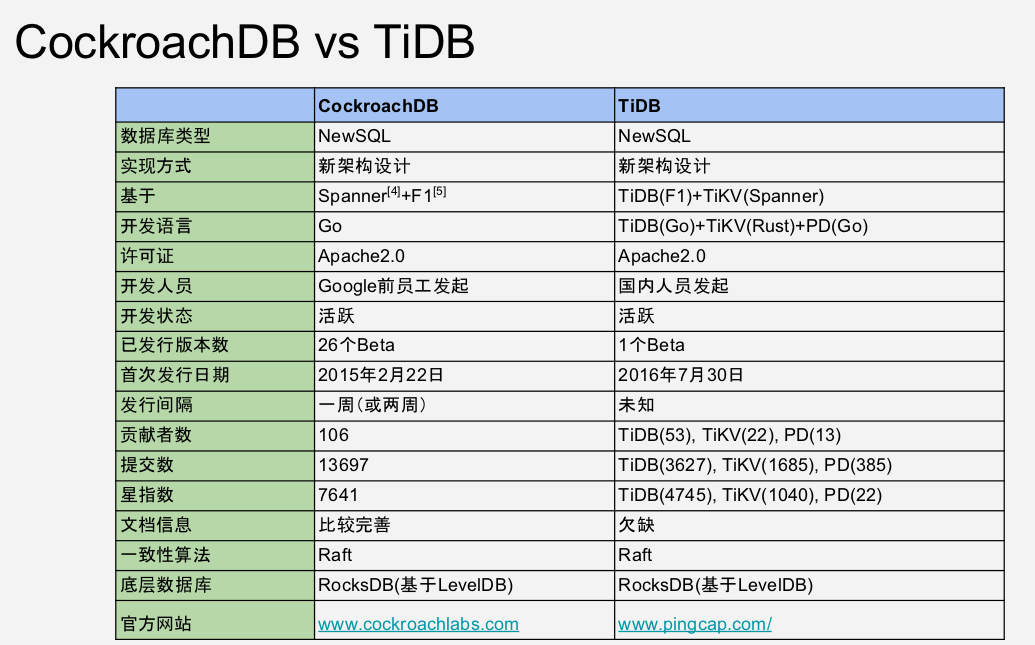 CockroachDB vs TiDB
CockroachDB TiDB
数据库类型 NewSQL NewSQL
实现方式 新架构设计 新架构设计
基于 Spanner[4]+F1[5] TiDB(F1)+TiKV(Spanner)
开发语言 Go TiDB(Go)+TiKV(Rust)+PD(Go)
许可证 Apache2.0 Apache2.0
开发人员 Google前员工发起 国内人员发起
开发状态 活跃 活跃
已发行版本数 26个Beta 1个Beta
首次发行日期 2015年2月22日 2016年7月30日
发行间隔 一周(或两周) 未知
贡献者数 106 TiDB(53), TiKV(22), PD(13)
提交数 13697 TiDB(3627), TiKV(1685), PD(385)
星指数 7641 TiDB(4745), TiKV(1040), PD(22)
文档信息 比较完善 欠缺
一致性算法 Raft Raft
底层数据库 RocksDB(基于LevelDB) RocksDB(基于LevelDB)
官方网站 www.cockroachlabs.com www.pingcap.com/